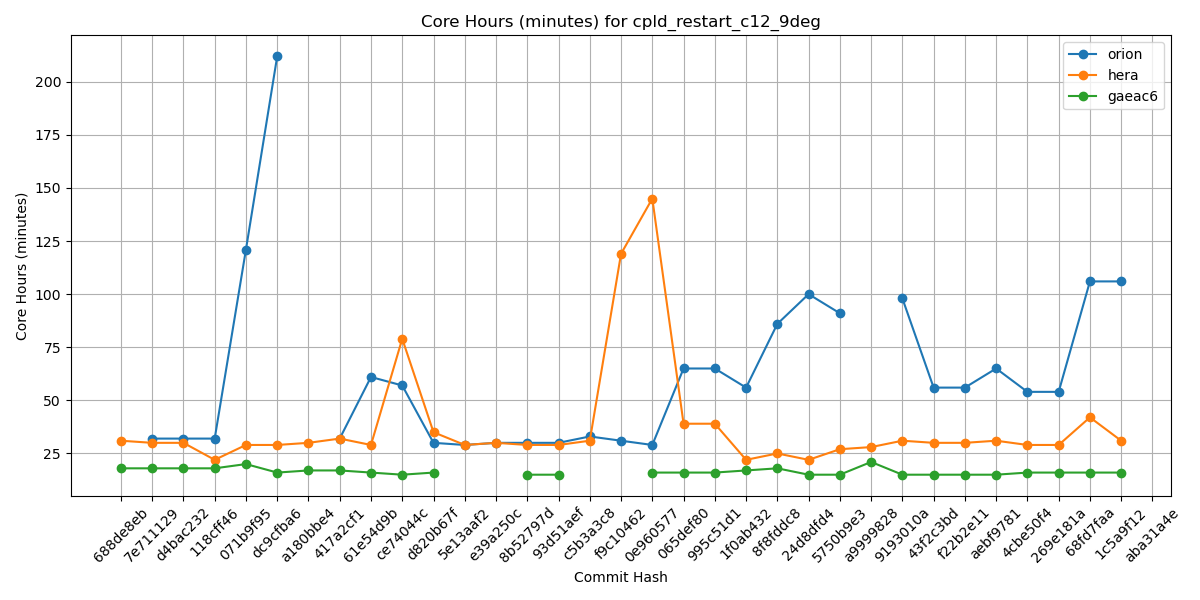 Core Hours (minutes) for cpld_restart_c12_9deg
orion
hera
gaeac6
Core Hours (minutes)
200
175
150
125
100
75
50
25
688de8eb
7e711129
d4bac232
118cff46
071b9f95
dc9cfba6
a180bbe4
417a2cf1
61e54d9b
ce74044c
d820b67f
5e13aaf2
e39a250c
8b52797d
93d51aef
c5b3a3c8
f9c10462
0e960577
065def80
995c51d1
1f0ab432
8f8fddc8
24d8dfd4
5750b9e3
a9999828
9193010a
43f2c3bd
f22b2e11
aebf9781
4cbe50f4
269e181a
68fd7faa
1c5a9f12
aba31a4e
Commit Hash